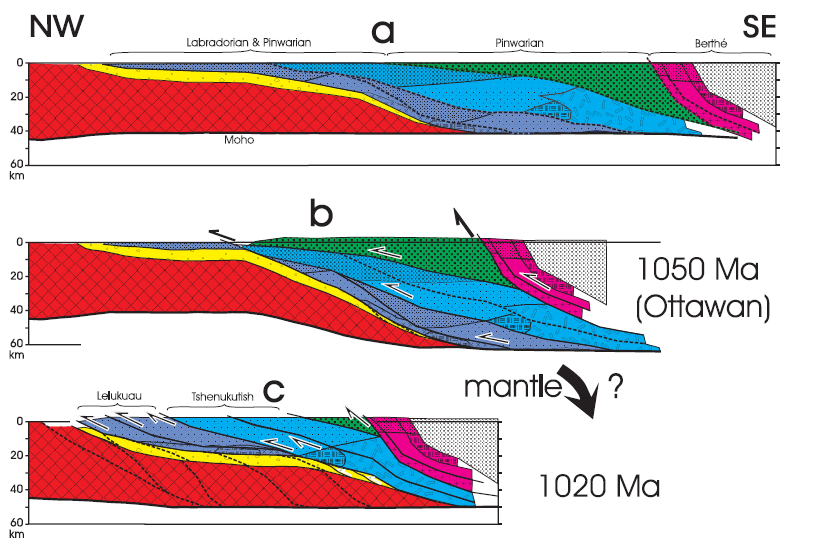 NW a SE
Labradorian & Pinwarian Pinwarian Berthé
0
20
40
60
km
Moho
b
0
20
40
60
km
1050 Ma
(Ottawan)
mantle ?
Lelukuau Tshenukutish c
0
20
40
60
km
1020 Ma